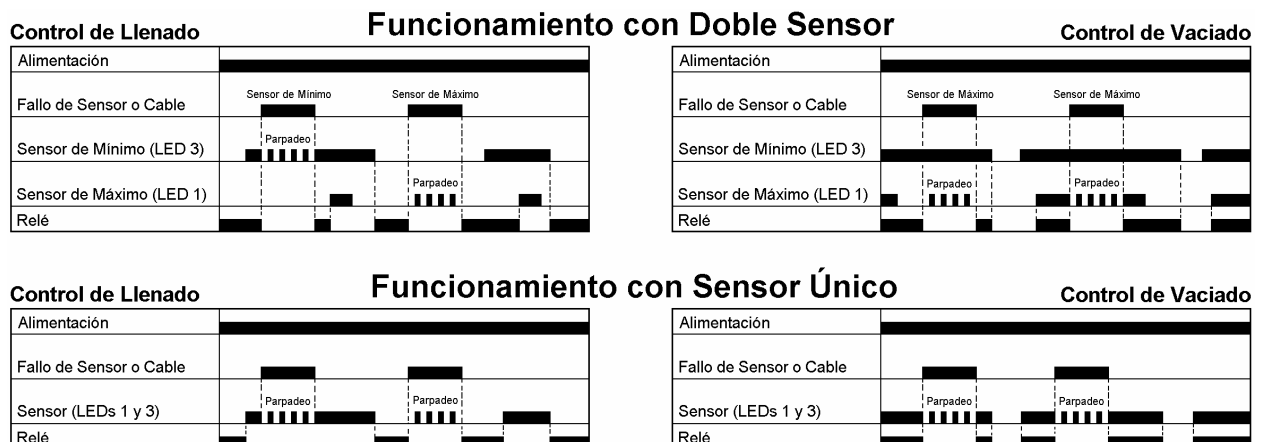 Funcionamiento con Doble Sensor
Control de Llenado
Control de Vaciado
Alimentación
Fallo de Sensor o Cable
Sensor de Mínimo
Sensor de Máximo
Sensor de Mínimo (LED 3)
Parpadeo
Sensor de Máximo (LED 1)
Parpadeo
Relé
Alimentación
Fallo de Sensor o Cable
Sensor de Máximo
Sensor de Máximo
Sensor de Mínimo (LED 3)
Sensor de Máximo (LED 1)
Parpadeo
Parpadeo
Relé
Funcionamiento con Sensor Único
Control de Llenado
Control de Vaciado
Alimentación
Fallo de Sensor o Cable
Sensor (LEDs 1 y 3)
Parpadeo
Parpadeo
Relé
Alimentación
Fallo de Sensor o Cable
Sensor (LEDs 1 y 3)
Parpadeo
Parpadeo
Relé